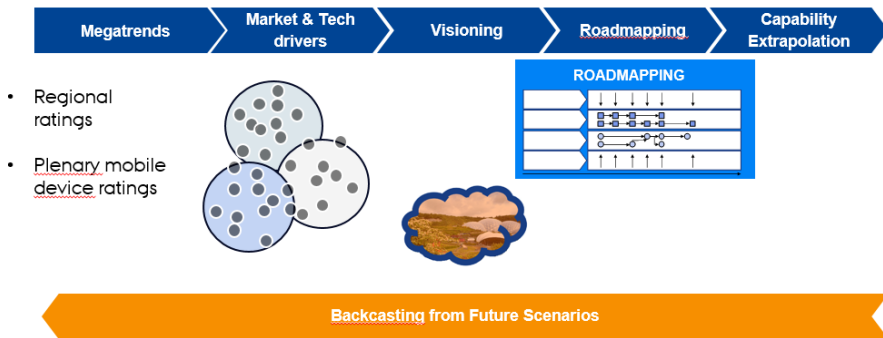 Megatrends
Market & Tech
drivers
Visioning
Roadmapping
Capability
Extrapolation
• Regional
ratings
• Plenary mobile
device ratings
ROADMAPPING
Backcasting from Future Scenarios